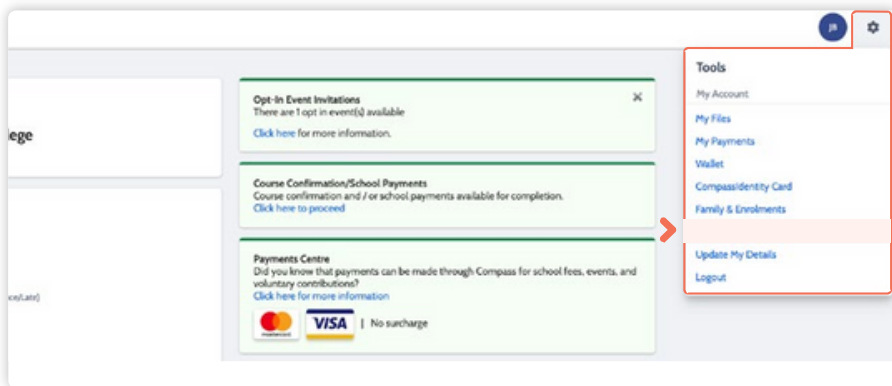 JB
Tools
My Account
My Files
My Payments
Wallet
CompassIdentity Card
Family & Enrolments
Update My Details
Logout
lege
Opt-In Event Invitations
There are 1 opt in event(s) available
Click here for more information.
Course Confirmation/School Payments
Course confirmation and / or school payments available for completion.
Click here to proceed
Payments Centre
Did you know that payments can be made through Compass for school fees, events, and
voluntary contributions?
Click here for more information
mastercard VISA | No surcharge
ce/Late)